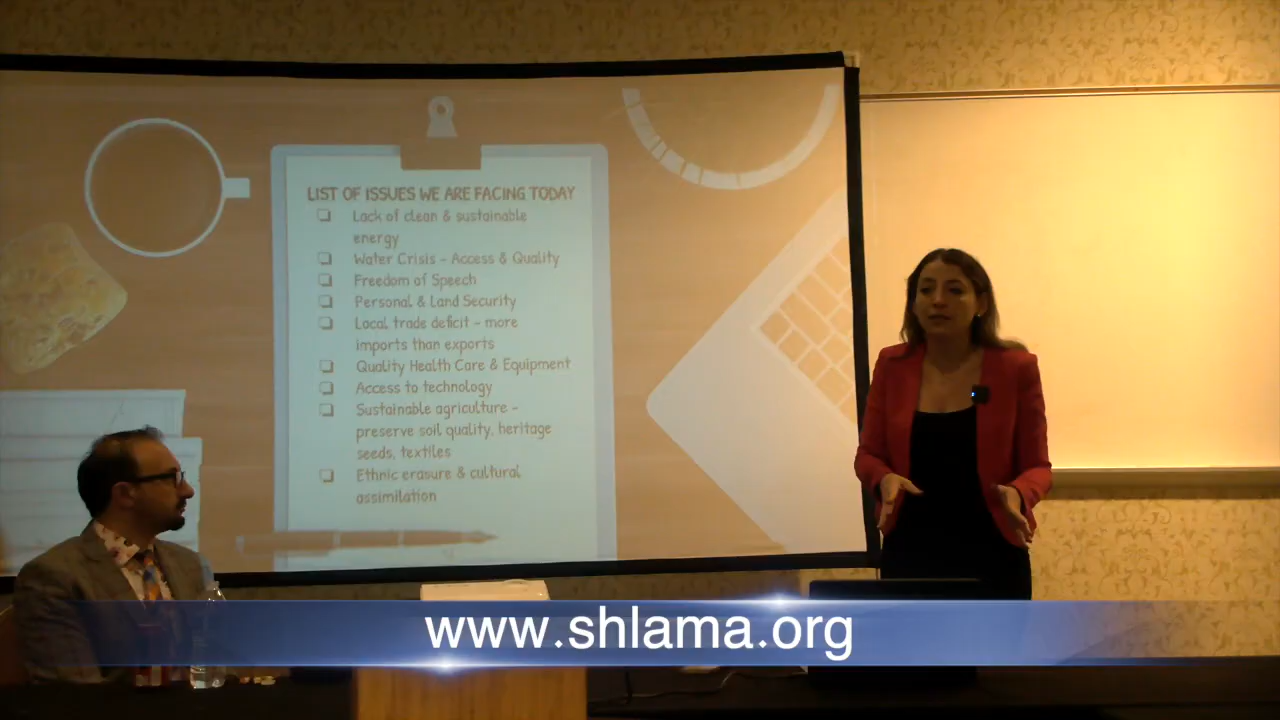 LIST OF ISSUES WE ARE FACING TODAY
❏ Lack of clean & sustainable
energy
❏ Water Crisis - Access & Quality
❏ Freedom of Speech
❏ Personal & Land Security
❏ Local trade deficit - more
imports than exports
❏ Quality Health Care & Equipment
❏ Access to technology
❏ Sustainable agriculture -
preserve soil quality, heritage
seeds, textiles
❏ Ethnic erasure & cultural
assimilation
www.shlama.org